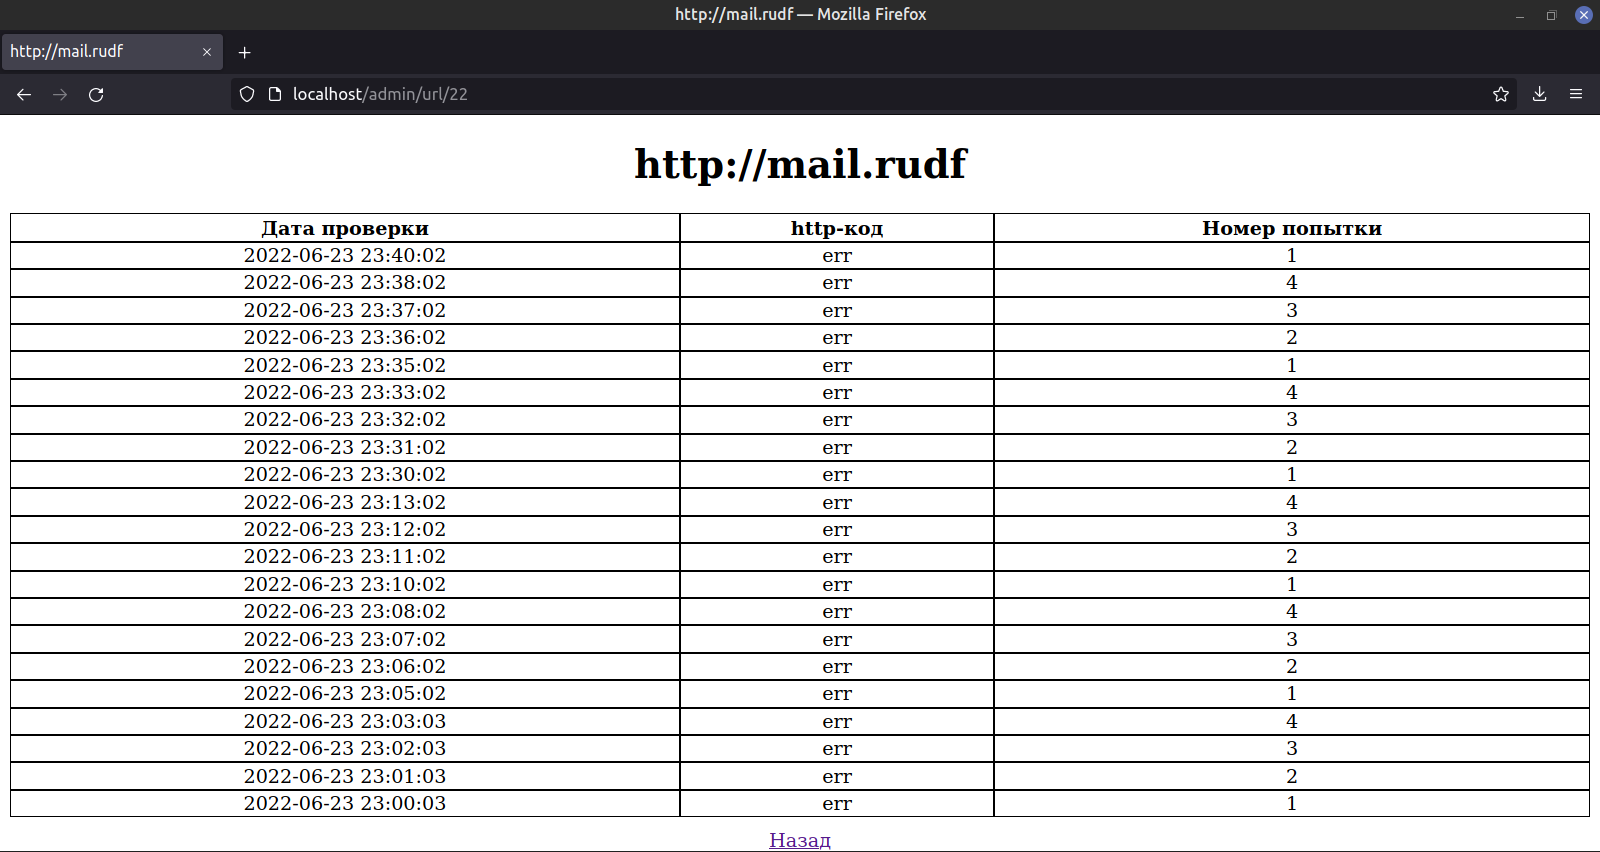 http://mail.rudf — Mozilla Firefox
http://mail.rudf
localhost/admin/url/22
http://mail.rudf
Дата проверки http-код Номер попытки
2022-06-23 23:40:02 err 1
2022-06-23 23:38:02 err 4
2022-06-23 23:37:02 err 3
2022-06-23 23:36:02 err 2
2022-06-23 23:35:02 err 1
2022-06-23 23:33:02 err 4
2022-06-23 23:32:02 err 3
2022-06-23 23:31:02 err 2
2022-06-23 23:30:02 err 1
2022-06-23 23:13:02 err 4
2022-06-23 23:12:02 err 3
2022-06-23 23:11:02 err 2
2022-06-23 23:10:02 err 1
2022-06-23 23:08:02 err 4
2022-06-23 23:07:02 err 3
2022-06-23 23:06:02 err 2
2022-06-23 23:05:02 err 1
2022-06-23 23:03:03 err 4
2022-06-23 23:02:03 err 3
2022-06-23 23:01:03 err 2
2022-06-23 23:00:03 err 1
Назад